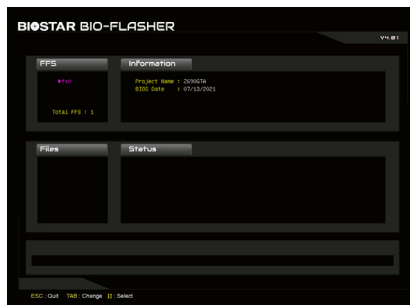 BIOSTAR BIO-FLASHER
V4.01
FFS
Information
fs0
Project Name : Z690GTA
BIOS Date : 07/13/2021
Total FFS : 1
Files
Status
ESC : Quit TAB : Change ↕ : Select